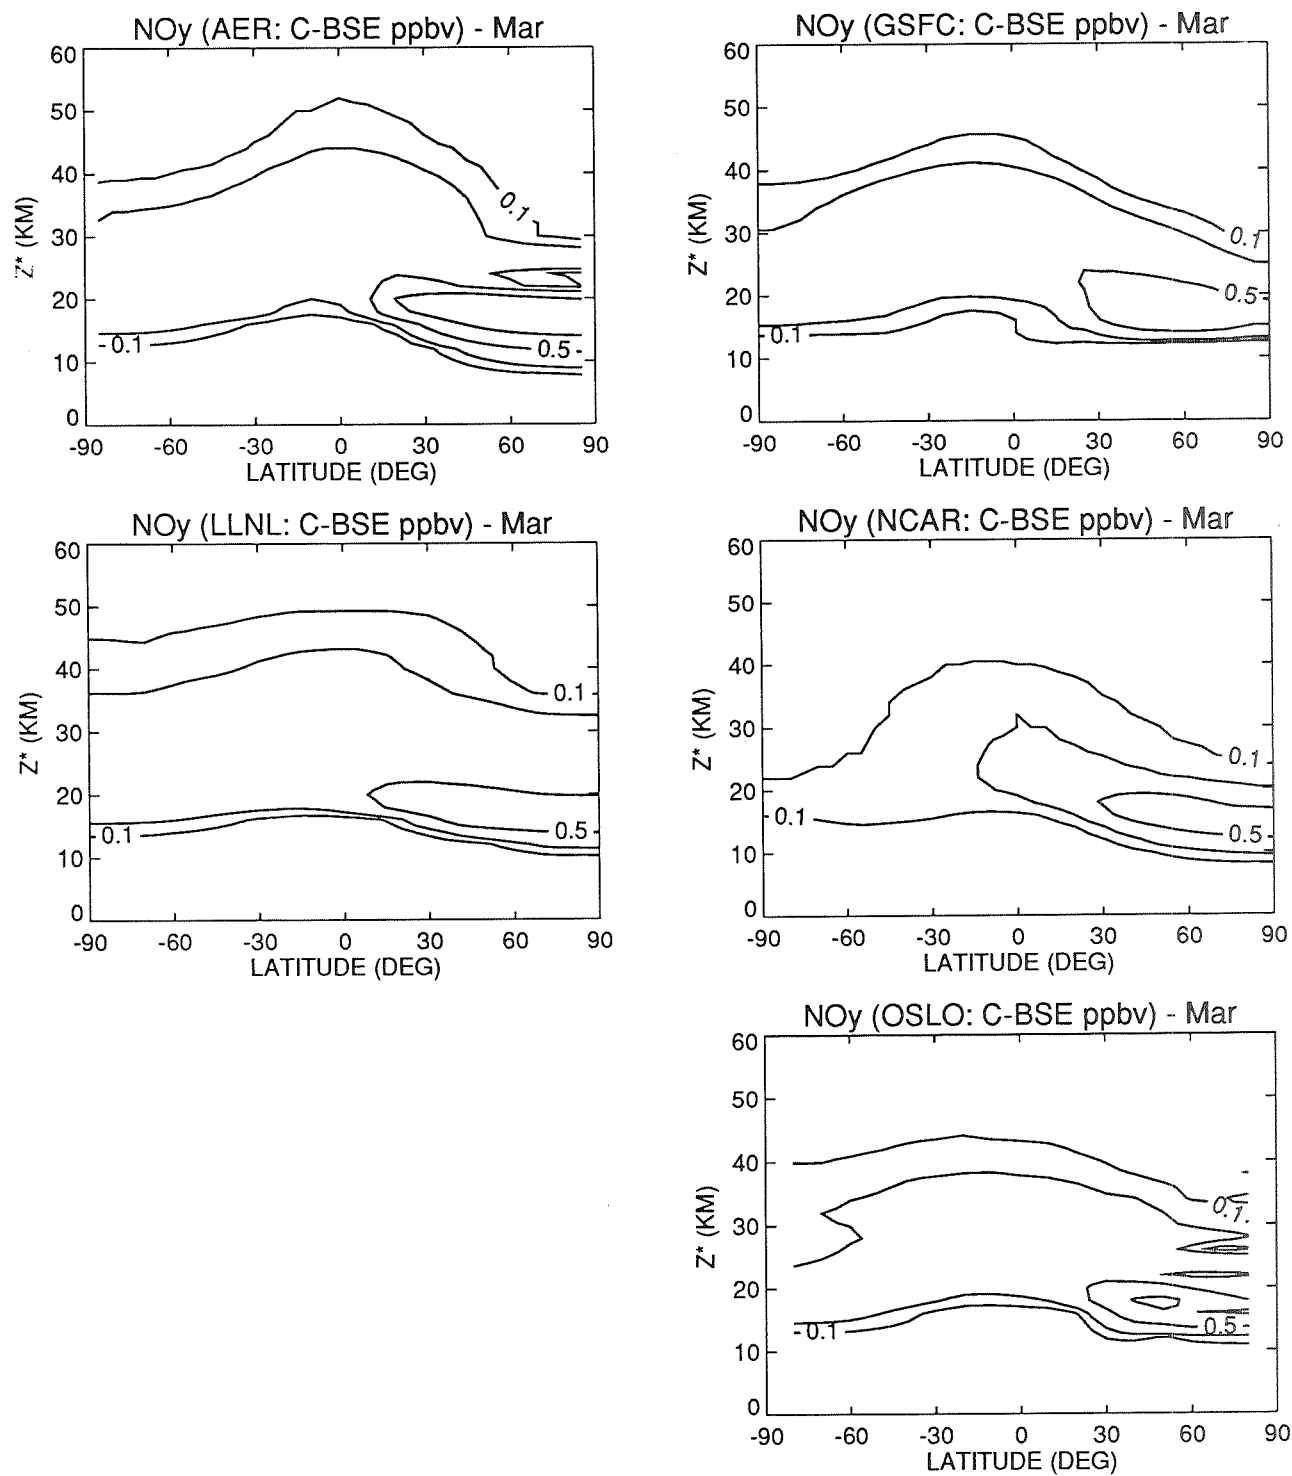 NOy (AER: C-BSE ppbv) - Mar
60
50
40
30
20
10
0
Z* (KM)
0.1
0.5
0.1
-90 -60 -30 0 30 60 90
LATITUDE (DEG)
NOy (GSFC: C-BSE ppbv) - Mar
60
50
40
30
20
10
0
Z* (KM)
0.1
0.5
0.1
-90 -60 -30 0 30 60 90
LATITUDE (DEG)
NOy (LLNL: C-BSE ppbv) - Mar
60
50
40
30
20
10
0
Z* (KM)
0.1
0.5
0.1
-90 -60 -30 0 30 60 90
LATITUDE (DEG)
NOy (NCAR: C-BSE ppbv) - Mar
60
50
40
30
20
10
0
Z* (KM)
0.1
0.1
0.5
-90 -60 -30 0 30 60 90
LATITUDE (DEG)
NOy (OSLO: C-BSE ppbv) - Mar
60
50
40
30
20
10
0
Z* (KM)
0.1
0.5
0.1
-90 -60 -30 0 30 60 90
LATITUDE (DEG)